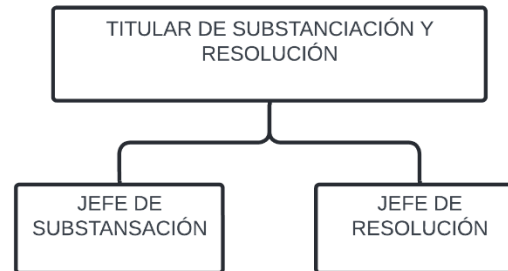 TITULAR DE SUBSTANCIACIÓN Y
RESOLUCIÓN
JEFE DE
SUBSTANSACIÓN
JEFE DE
RESOLUCIÓN